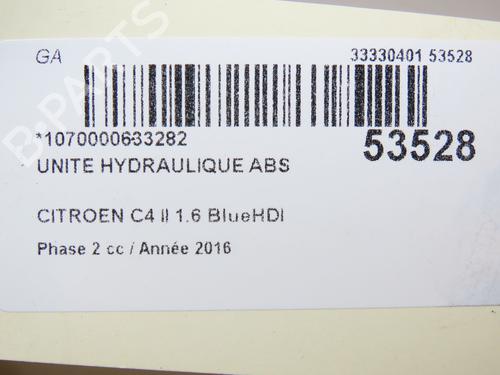 GA
33330401 53528
*1070000633282
53528
UNITE HYDRAULIQUE ABS
CITROEN C4 II 1.6 BlueHDI
Phase 2 cc / Année 2016
B-PARTS